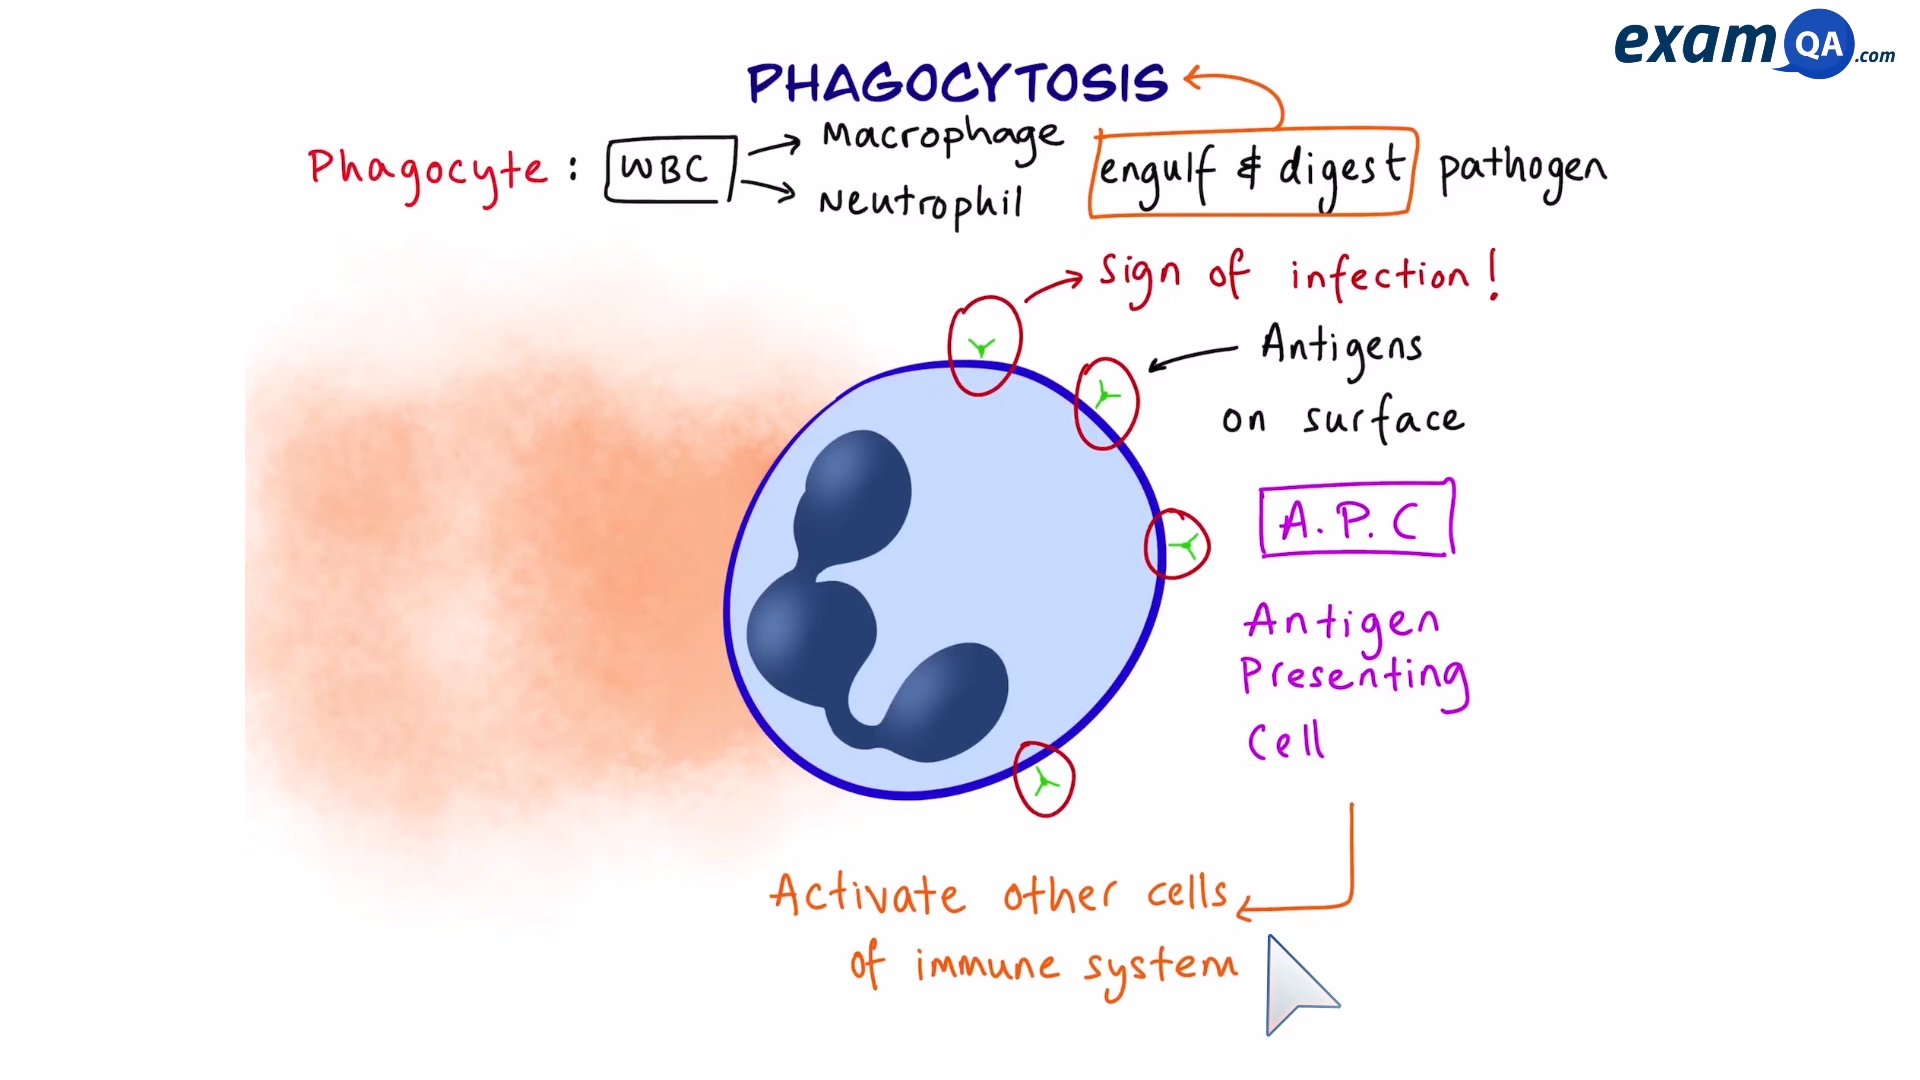 examQA.com
PHAGOCYTOSIS
Phagocyte : WBC Macrophage engulf & digest pathogen
Neutrophil
Sign of infection!
Antigens
on surface
A.P.C
Antigen
Presenting
Cell
Activate other cells
of immune system